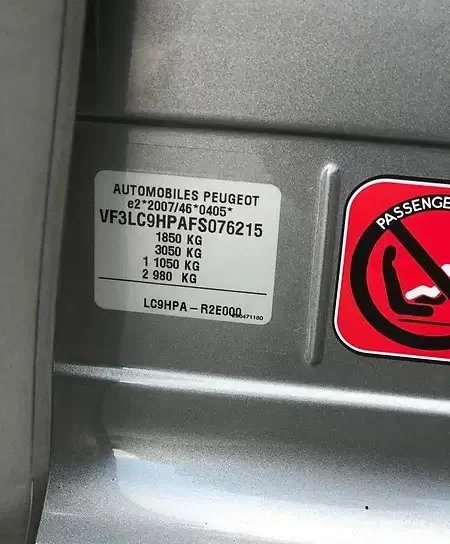 AUTOMOBILES PEUGEOT
e2*2007/46*0405*
VF3LC9HPAFS076215
1850 KG
3050 KG
1 1050 KG
2 980 KG
LC9HPA-R2E000
PASSENGE